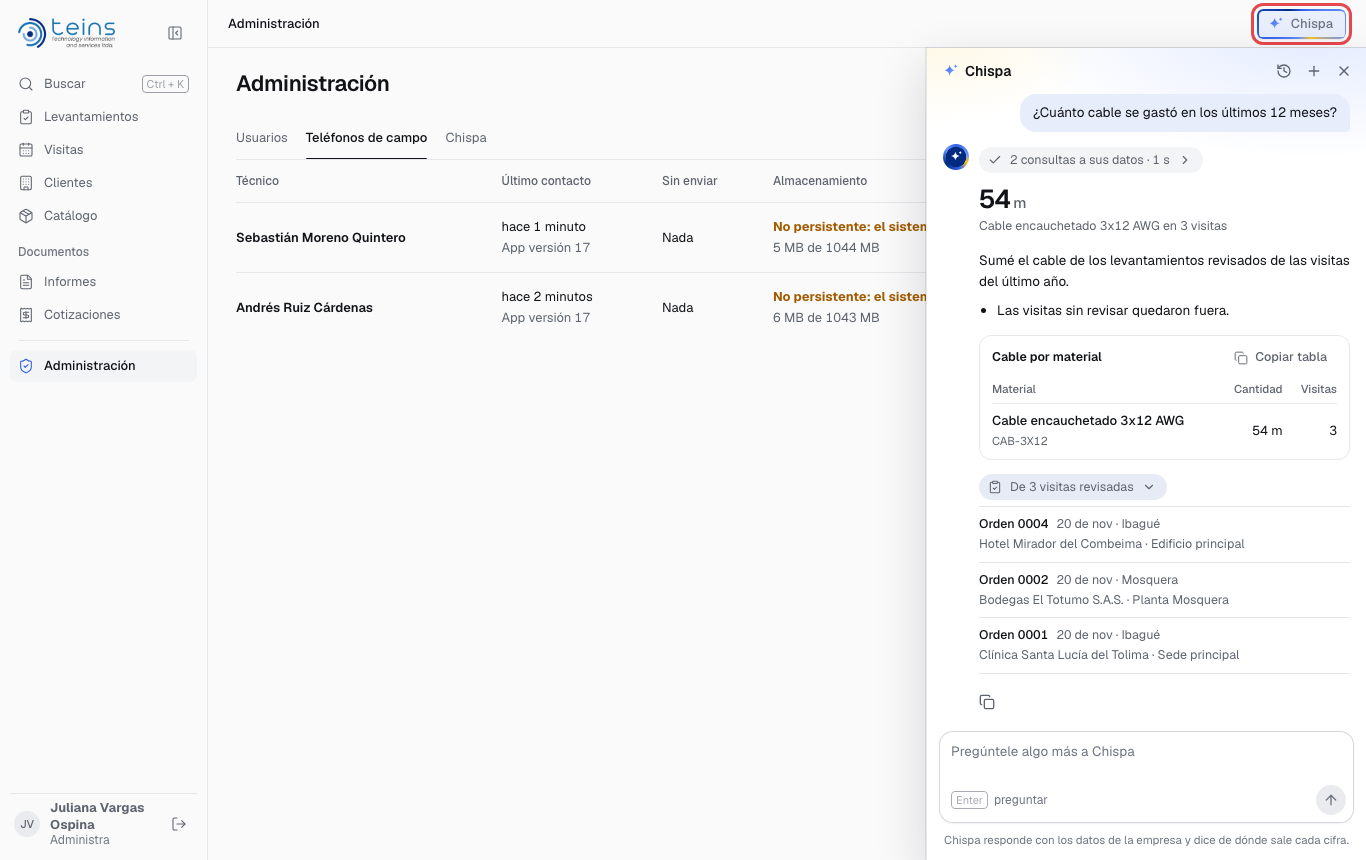 teins
Technology information
and services ltda.
Buscar
Ctrl + K
Levantamientos
Visitas
Clientes
Catálogo
Documentos
Informes
Cotizaciones
Administración
JV
Juliana Vargas
Ospina
Administra
Administración
Chispa
Administración
Usuarios
Teléfonos de campo
Chispa
Técnico
Último contacto
Sin enviar
Almacenamiento
Sebastián Moreno Quintero
hace 1 minuto
App versión 17
Nada
No persistente: el sisten
5 MB de 1044 MB
Andrés Ruiz Cárdenas
hace 2 minutos
App versión 17
Nada
No persistente: el sisten
6 MB de 1043 MB
Chispa
¿Cuánto cable se gastó en los últimos 12 meses?
2 consultas a sus datos · 1 s
54 m
Cable encauchetado 3x12 AWG en 3 visitas
Sumé el cable de los levantamientos revisados de las visitas
del último año.
• Las visitas sin revisar quedaron fuera.
Cable por material
Copiar tabla
Material
Cantidad
Visitas
Cable encauchetado 3x12 AWG
CAB-3X12
54 m
3
De 3 visitas revisadas
Orden 0004 20 de nov · Ibagué
Hotel Mirador del Combeima · Edificio principal
Orden 0002 20 de nov · Mosquera
Bodegas El Totumo S.A.S. · Planta Mosquera
Orden 0001 20 de nov · Ibagué
Clínica Santa Lucía del Tolima · Sede principal
Pregúntele algo más a Chispa
Enter preguntar
Chispa responde con los datos de la empresa y dice de dónde sale cada cifra.